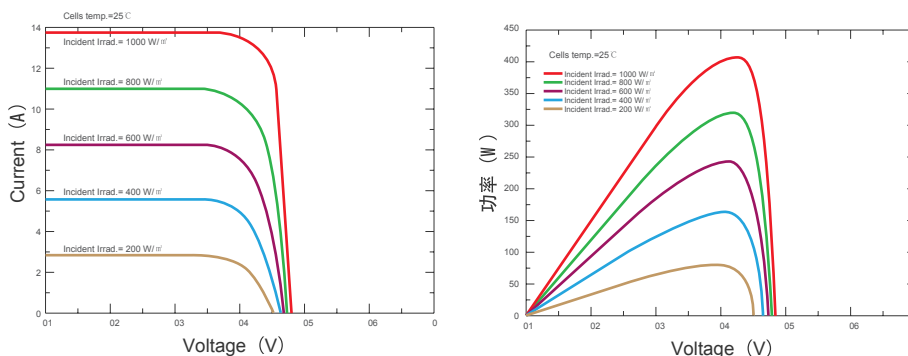 Cells temp.=25℃
14
Incident Irrad.= 1000 W/㎡
12
Incident Irrad.= 800 W/㎡
10
Incident Irrad.= 600 W/㎡
8
6
Incident Irrad.= 400 W/㎡
4
Incident Irrad.= 200 W/㎡
2
0
Current (A)
01 02 03 04 05 06 0
Voltage (V)
450
Cells temp.=25℃
400
Incident Irrad.= 1000 W/㎡
350
Incident Irrad.= 800 W/㎡
Incident Irrad.= 600 W/㎡
Incident Irrad.= 400 W/㎡
300
Incident Irrad.= 200 W/㎡
250
200
150
100
50
0
功率 (W)
01 02 03 04 05 06
Voltage (V)